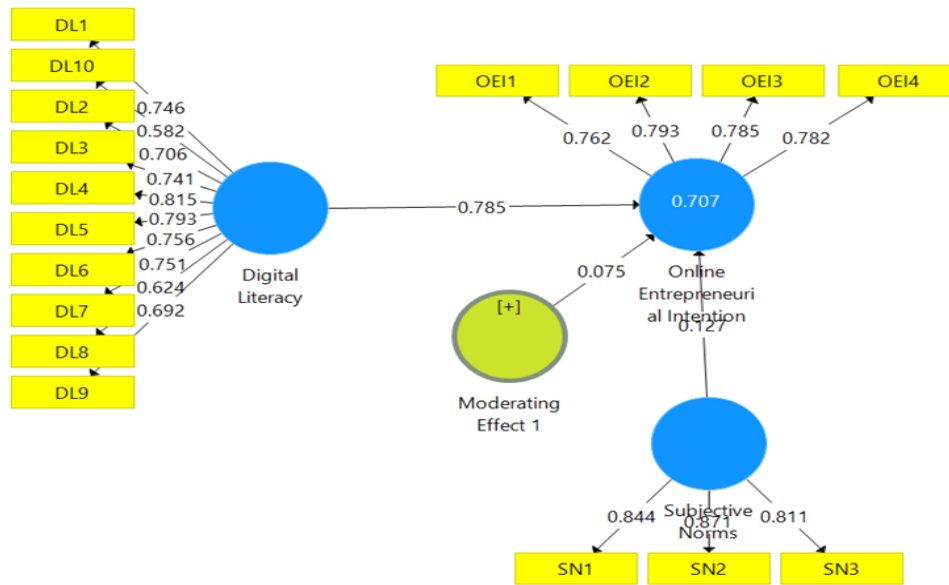 DL1
DL10
DL2
DL3
DL4
DL5
DL6
DL7
DL8
DL9
0.746
0.582
0.706
0.741
0.815
0.793
0.756
0.751
0.624
0.692
Digital
Literacy
0.785
OEI1
OEI2
OEI3
OEI4
0.762
0.793
0.785
0.782
0.707
Online
Entrepreneuri
al Intention
0.075
[+]
Moderating
Effect 1
0.127
Subjective
Norms
0.844
0.871
0.811
SN1
SN2
SN3